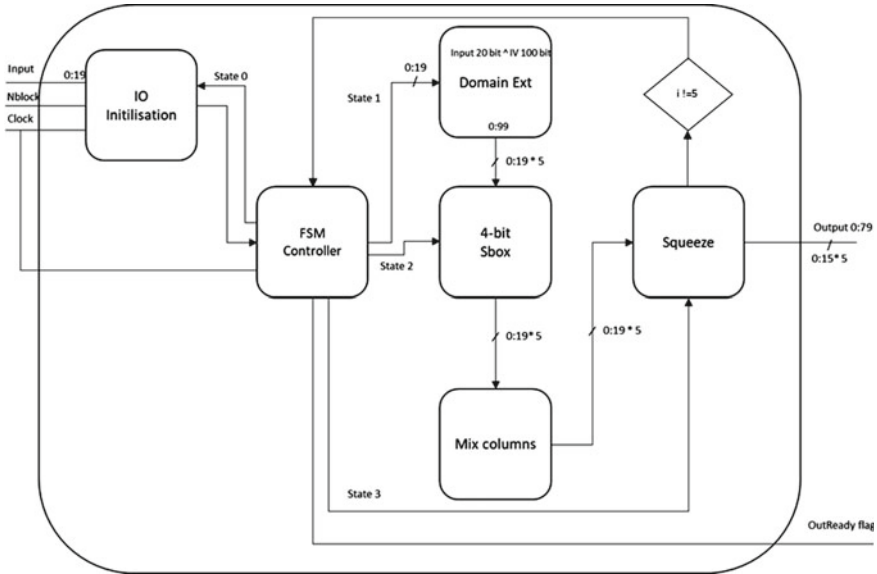 Input
0:19
Nblock
Clock
IO
Initilisation
State 0
State 1
0:19
Input 20 bit ^ IV 100 bit
Domain Ext
0:99
0:19 * 5
i !=5
FSM
Controller
State 2
4-bit
Sbox
Squeeze
Output 0:79
0:15* 5
0:19* 5
0:19 * 5
Mix columns
State 3
OutReady flag